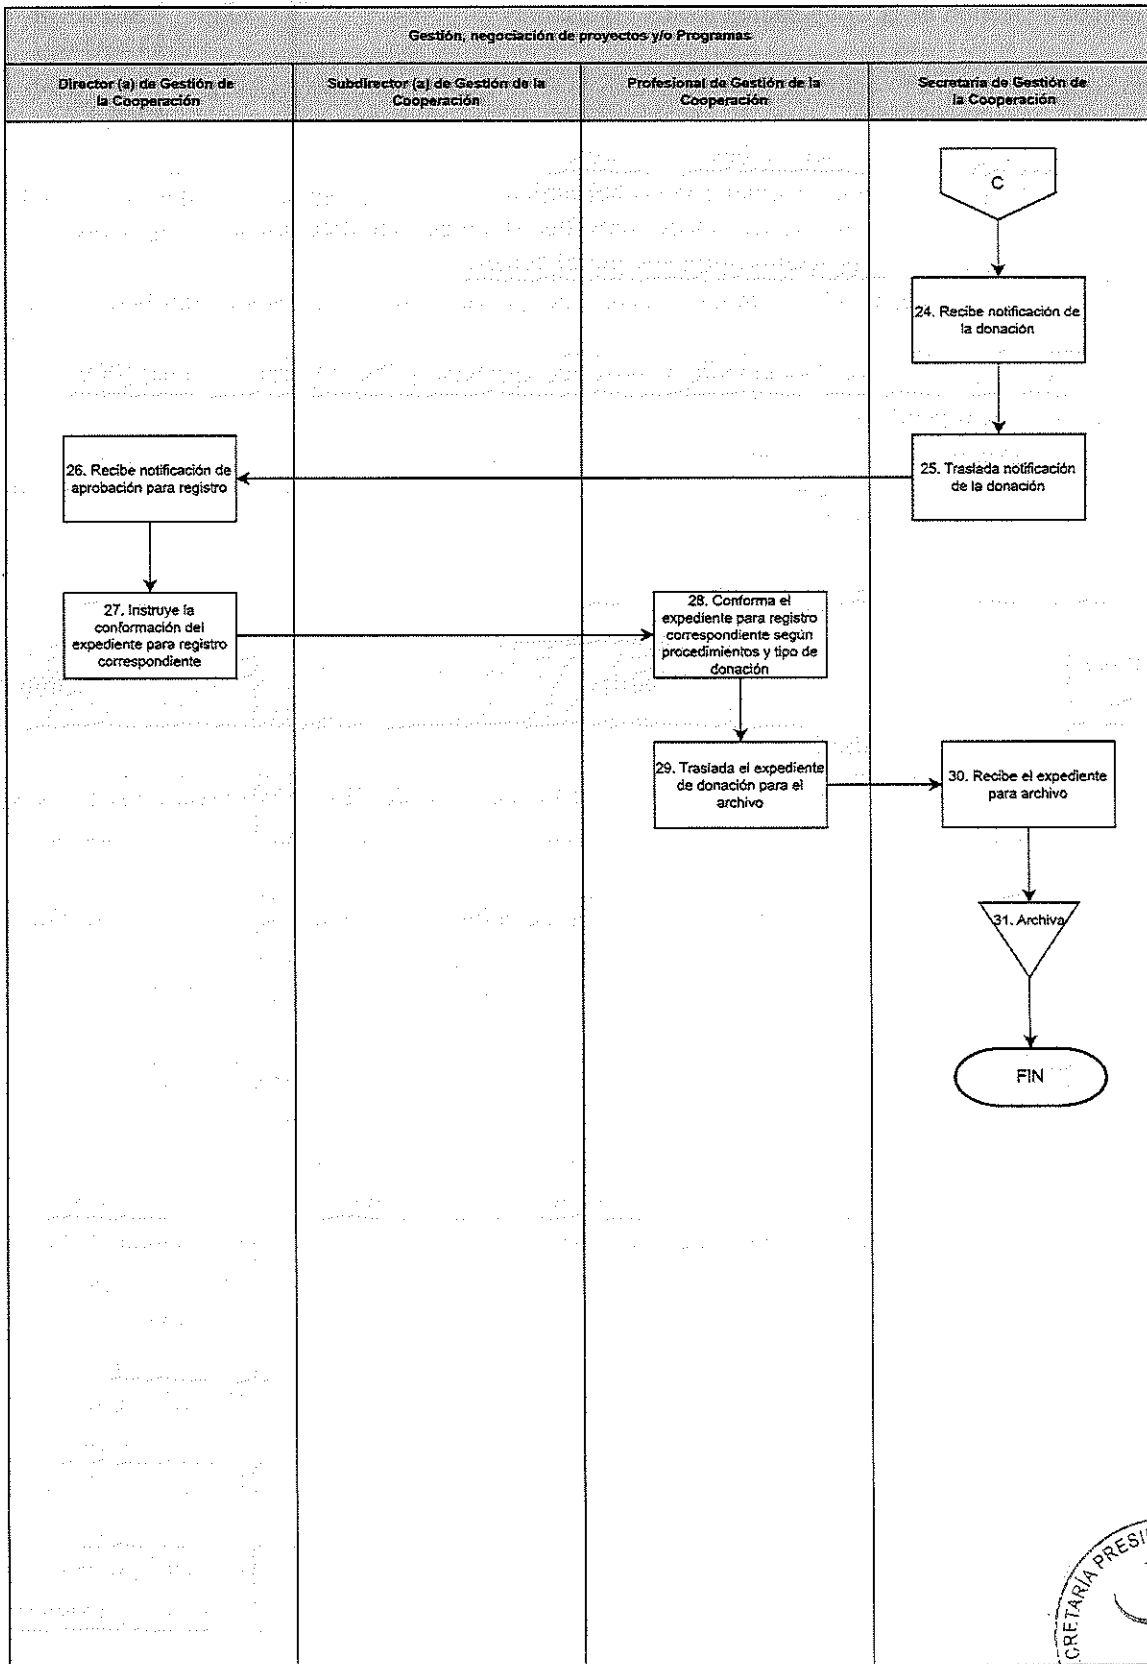 Gestión, negociación de proyectos y/o Programas
Director (a) de Gestión de
la Cooperación
Subdirector (a) de Gestión de la
Cooperación
Profesional de Gestión de la
Cooperación
Secretaria de Gestión de
la Cooperación
C
24. Recibe notificación de
la donación
25. Traslada notificación
de la donación
26. Recibe notificación de
aprobación para registro
27. Instruye la
conformación del
expediente para registro
correspondiente
28. Conforma el
expediente para registro
correspondiente según
procedimientos y tipo de
donación
29. Traslada el expediente
de donación para el
archivo
30. Recibe el expediente
para archivo
31. Archiva
FIN
CRETARÍA PRESI